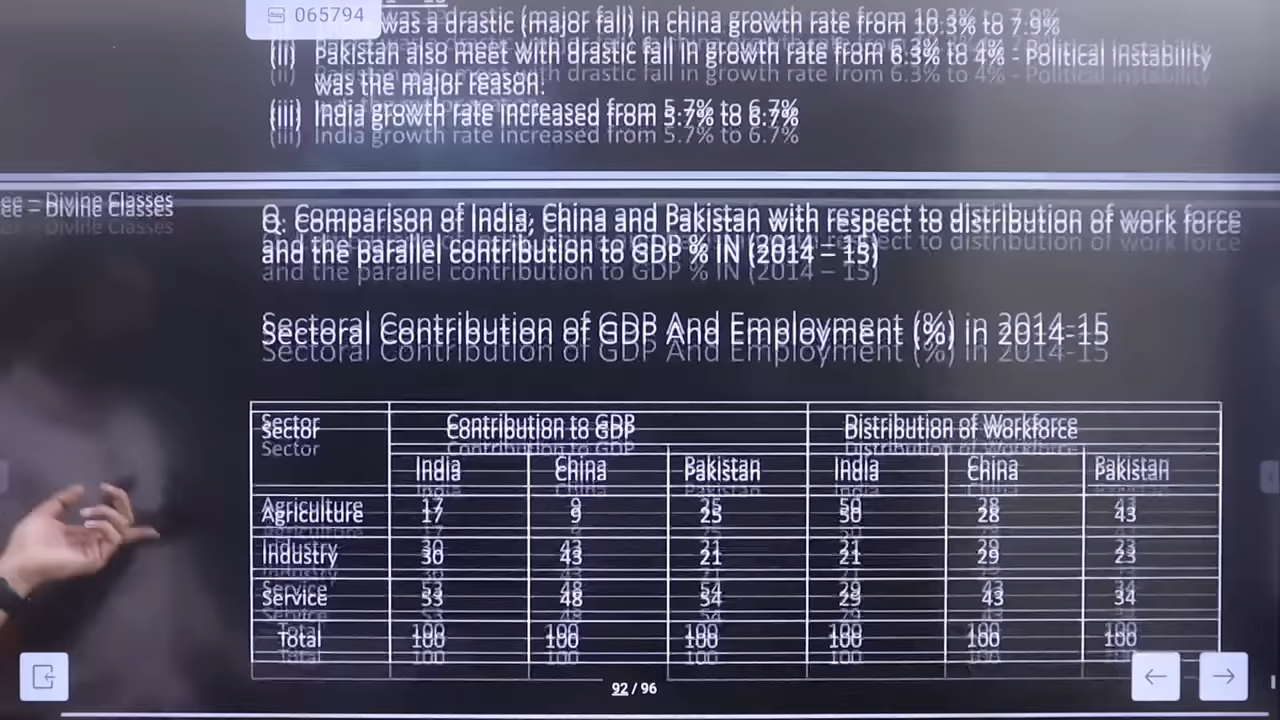 065794
was a drastic (major fall) in china growth rate from 10.3% to 7.9%
(ii) Pakistan also meet with drastic fall in growth rate from 6.3% to 4% - Political Instability
was the major reason.
(iii) India growth rate increased from 5.7% to 6.7%
ee – Divine Classes
Q: Comparison of India, China and Pakistan with respect to distribution of work force
and the parallel contribution to GDP % IN (2014 – 15)
Sectoral Contribution of GDP And Employment (%) in 2014-15
Sector Contribution to GDP Distribution of Workforce
India China Pakistan India China Pakistan
Agriculture 17 9 25 50 28 43
Industry 30 43 21 21 29 23
Service 53 48 54 29 43 34
Total 100 100 100 100 100 100
92 / 96